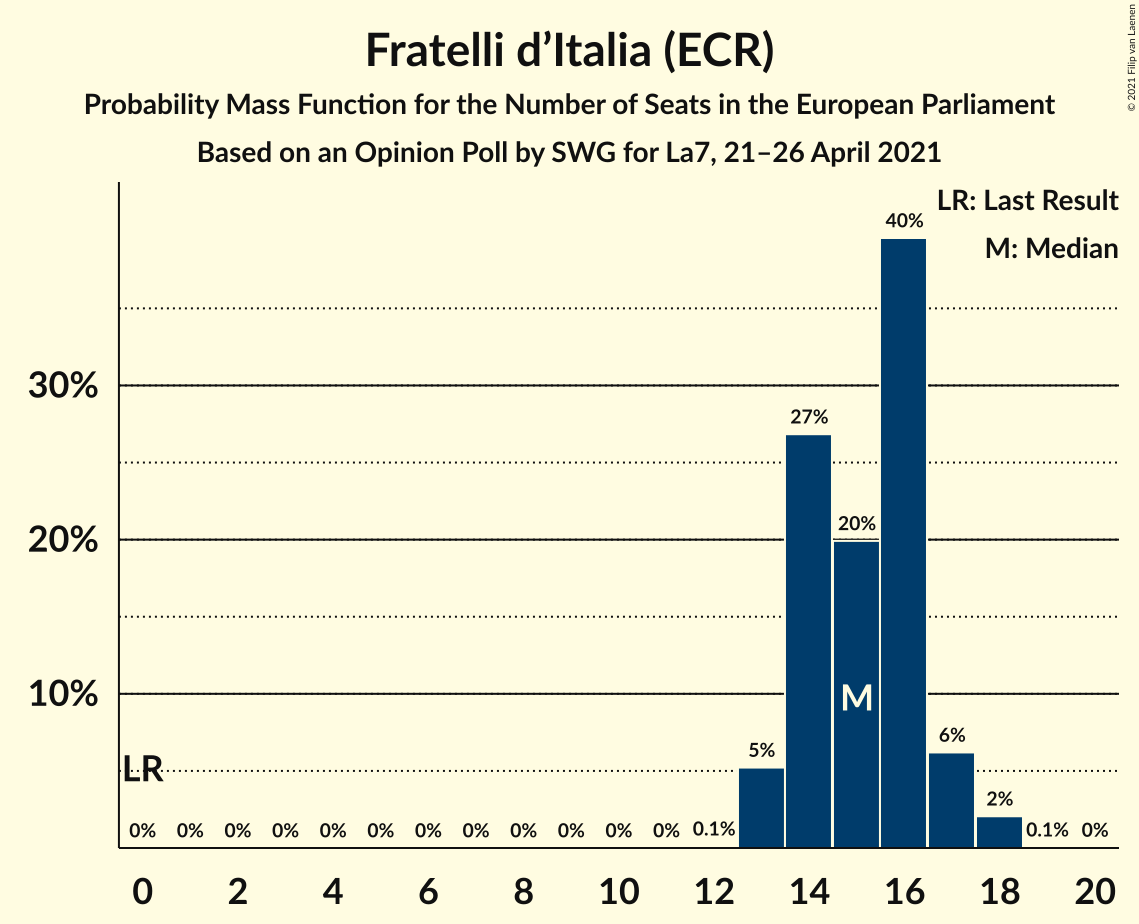 Fratelli d’Italia (ECR)
Probability Mass Function for the Number of Seats in the European Parliament
Based on an Opinion Poll by SWG for La7, 21–26 April 2021
© 2021 Filip van Laenen
LR: Last Result
M: Median
40%
30%
27%
20%
20%
10%
M
6%
5%
LR
2%
0% 0% 0% 0% 0% 0% 0% 0% 0% 0% 0% 0% 0.1% 0.1% 0%
0 2 4 6 8 10 12 14 16 18 20